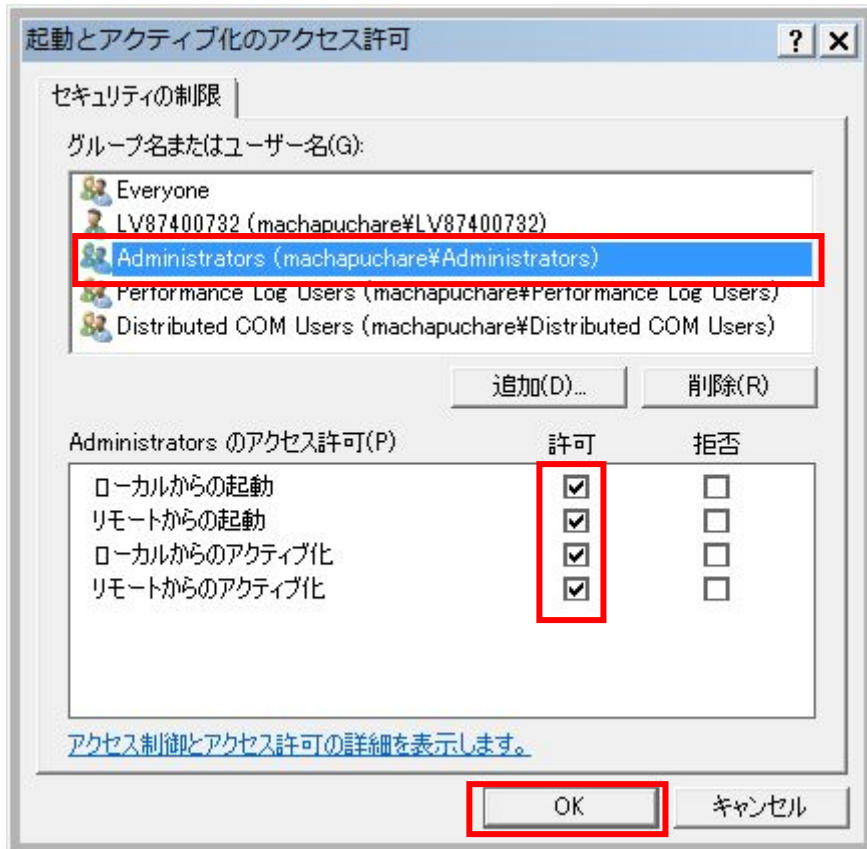 起動とアクティブ化のアクセス許可
セキュリティの制限
グループ名またはユーザー名(G):
Everyone
LV87400732 (machapuchare¥LV87400732)
Administrators (machapuchare¥Administrators)
Performance Log Users (machapuchare¥Performance Log Users)
Distributed COM Users (machapuchare¥Distributed COM Users)
追加(D)... 削除(R)
Administrators のアクセス許可(P) 許可 拒否
ローカルからの起動
リモートからの起動
ローカルからのアクティブ化
リモートからのアクティブ化
アクセス制御とアクセス許可の詳細を表示します。
OK キャンセル